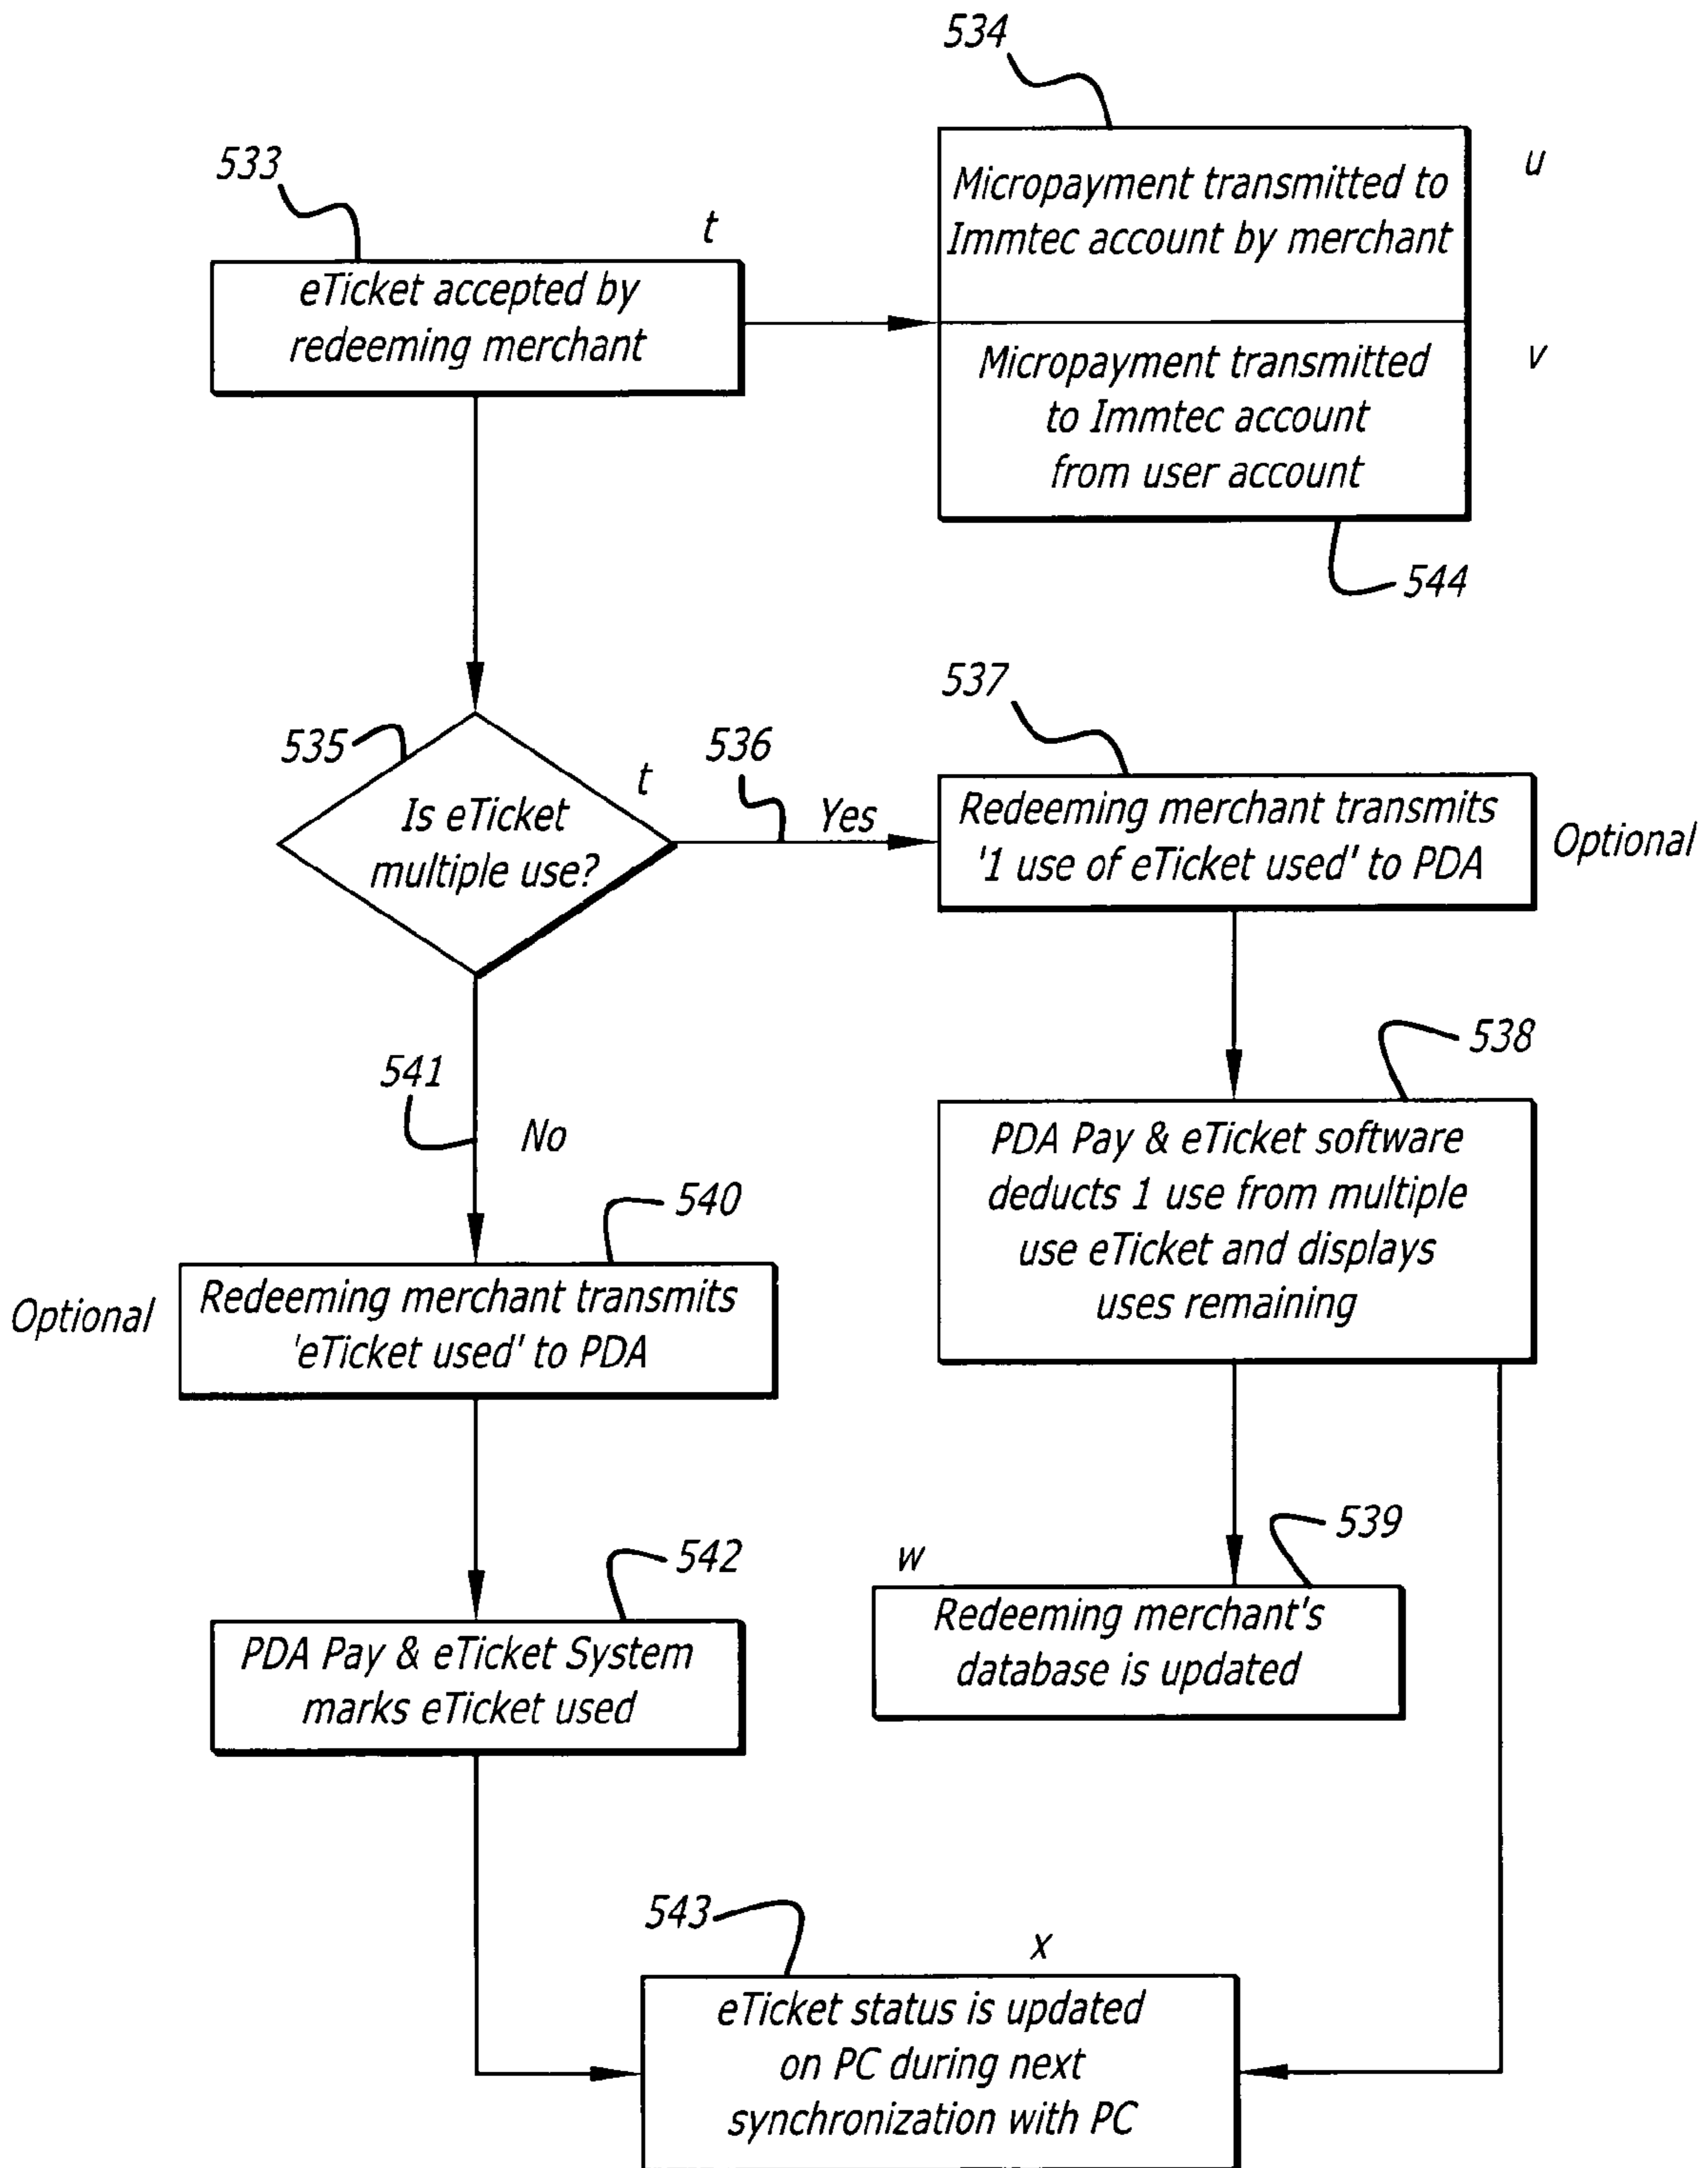 534
533
t
u
Micropayment transmitted to
Immtec account by merchant
eTicket accepted by
redeeming merchant
v
Micropayment transmitted
to Immtec account
from user account
544
537
535
536
t
Yes
Is eTicket
multiple use?
Redeeming merchant transmits
'1 use of eTicket used' to PDA
Optional
538
541
No
PDA Pay & eTicket software
deducts 1 use from multiple
use eTicket and displays
uses remaining
540
Optional
Redeeming merchant transmits
'eTicket used' to PDA
539
542
w
Redeeming merchant's
database is updated
PDA Pay & eTicket System
marks eTicket used
543
x
eTicket status is updated
on PC during next
synchronization with PC